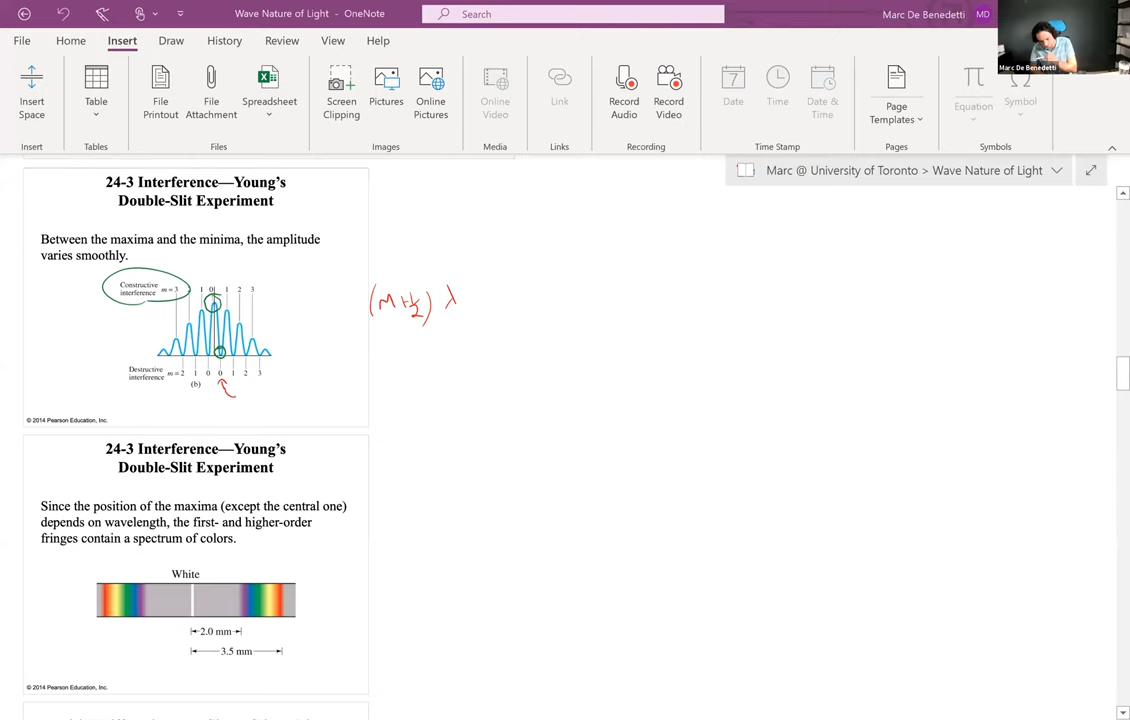 Wave Nature of Light - OneNote
Search
Marc De Benedetti
MD
Marc De Benedetti
File
Home
Insert
Draw
History
Review
View
Help
Insert Space
Table
File Printout
File Attachment
Spreadsheet
Screen Clipping
Pictures
Online Pictures
Online Video
Link
Record Audio
Record Video
Date
Time
Date & Time
Page Templates
Equation
Symbol
Insert
Tables
Files
Images
Media
Links
Recording
Time Stamp
Pages
Symbols
Marc @ University of Toronto > Wave Nature of Light
24-3 Interference—Young’s
Double-Slit Experiment
Between the maxima and the minima, the amplitude
varies smoothly.
Constructive
interference m = 3 1 0 1 2 3
(m+½) λ
Destructive
interference m = 2 1 0 0 1 2 3
(b)
© 2014 Pearson Education, Inc.
24-3 Interference—Young’s
Double-Slit Experiment
Since the position of the maxima (except the central one)
depends on wavelength, the first- and higher-order
fringes contain a spectrum of colors.
White
2.0 mm
3.5 mm
© 2014 Pearson Education, Inc.